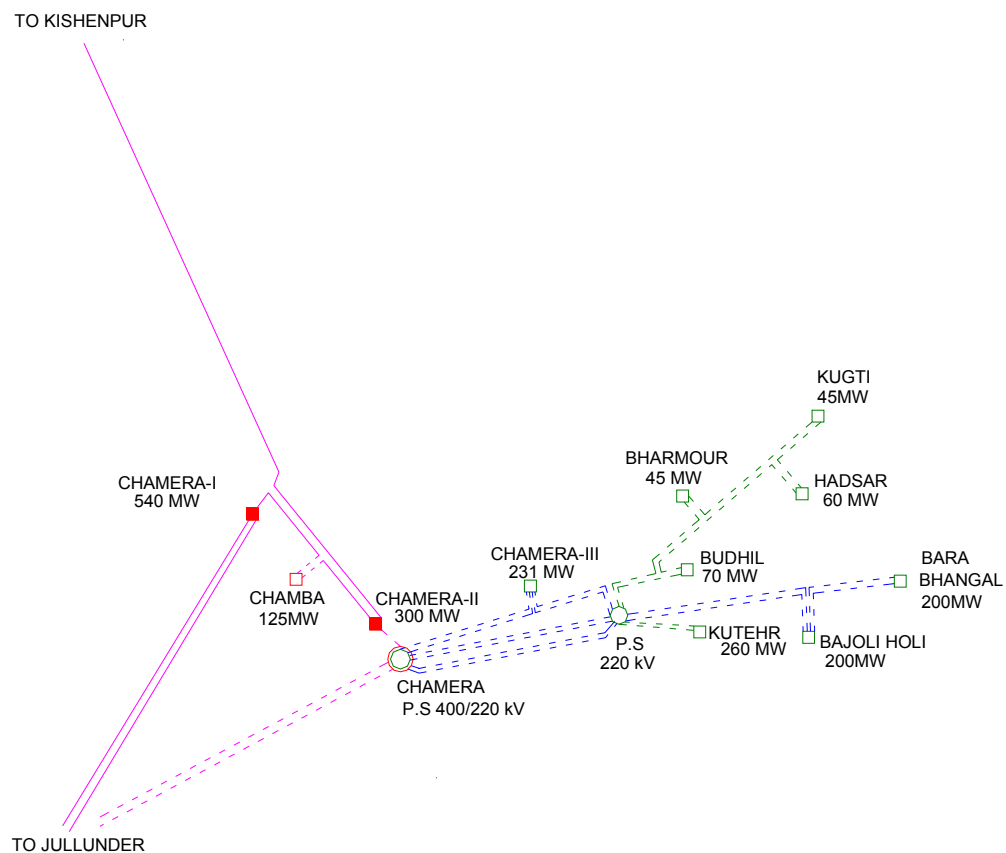 TO KISHENPUR
KUGTI
45MW
BHARMOUR
45 MW
HADSAR
60 MW
CHAMERA-I
540 MW
CHAMERA-III
231 MW
BUDHIL
70 MW
BARA
BHANGAL
200MW
CHAMBA
125MW
CHAMERA-II
300 MW
P.S
220 kV
KUTEHR
260 MW
BAJOLI HOLI
200MW
CHAMERA
P.S 400/220 kV
TO JULLUNDER